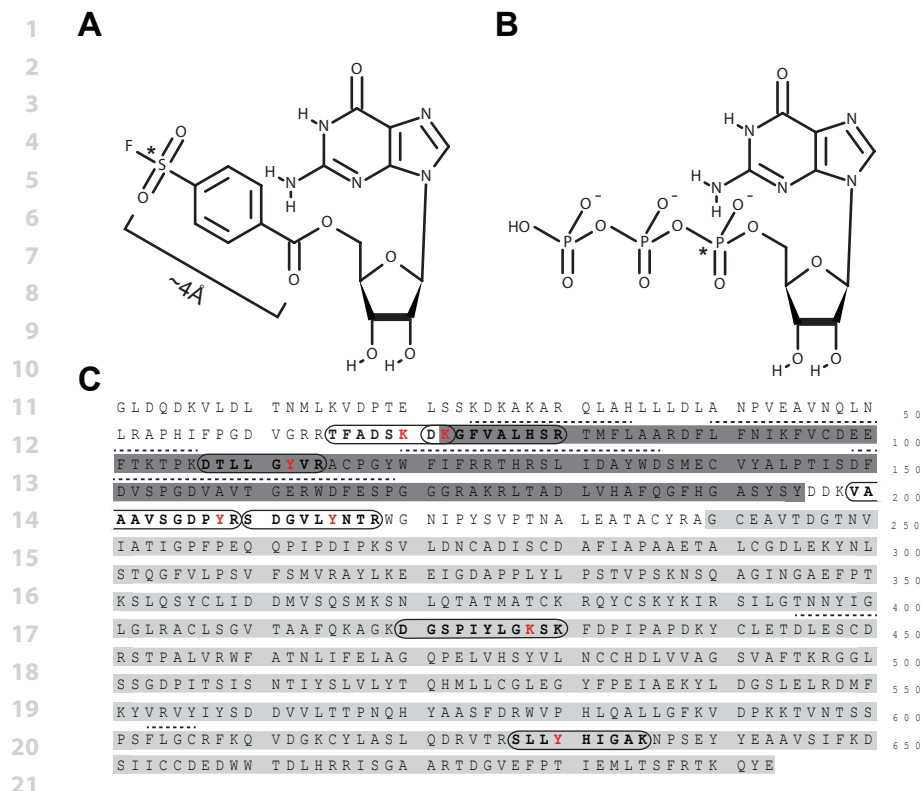 1
2
3
4
5
6
7
8
9
10
11
12
13
14
15
16
17
18
19
20
21
A
F
*
S
O
O
~4Å
O
O
O
H
N
N
H
N
H
N
N
O
H
O
O
H
B
HO
P
O
O⁻
O
P
O
O⁻
O
P
*
O
O⁻
O
O
H
N
N
H
N
H
N
N
O
H
O
O
H
C
GLDQDKVLDL TNMLKVDPTE LSSKDKAKAR QLAHLLLDLA NPVEAVNQLN 50
LRAPHIFPGD VGRRTFADSK DKGFVALHSR TMFLAARDFL FNIKFVCDEE 100
FTKTPKDTLL GYVRACPGYW FIFRRTHRSL IDAYWDSMEC VYALPTISDF 150
DVSPGDVAVT GERWDFESPG GGRAKRLTAD LVHAFQGFHG ASYSYDDKVA 200
AAVSGDPYRS DGVLYNTRWG NIPYSVPTNA LEATACYRAG CEAVTDGTNV 250
IATIGPFPEQ QPIPDIPKSV LDNCADISCD AFIAPAAETA LCGDLEKYNL 300
STQGFVLPSV FSMVRAYLKE EIGDAPPLYL PSTVPSKNSQ AGINGAEFPT 350
KSLQSYCLID DMVSQSMKSN LQTATMATCK RQYCSKYKIR SILGTNNYIG 400
LGLRACLSGV TAAFQKAGKD GSPIYLGKSK FDPIPAPDKY CLETDLESCD 450
RSTPALVRWF ATNLIFELAG QPELVHSYVL NCCHDLVVAG SVAFTKRGGL 500
SSGDPITSIS NTIYSLVLYT QHMLLCGLEG YFPEIAEKYL DGSLELRDMF 550
KYVRVYIYSD DVVLTTPNQH YAASFDRWVP HLQALLGFKV DPKKTVNTSS 600
PSFLGCRFKQ VDGKCYLASL QDRVTRSLLY HIGAKNPSEY YEAAVSIFKD 650
SIICCDEDWW TDLHRRISGA ARTDGVEFPT IEMLTSFRTK QYE